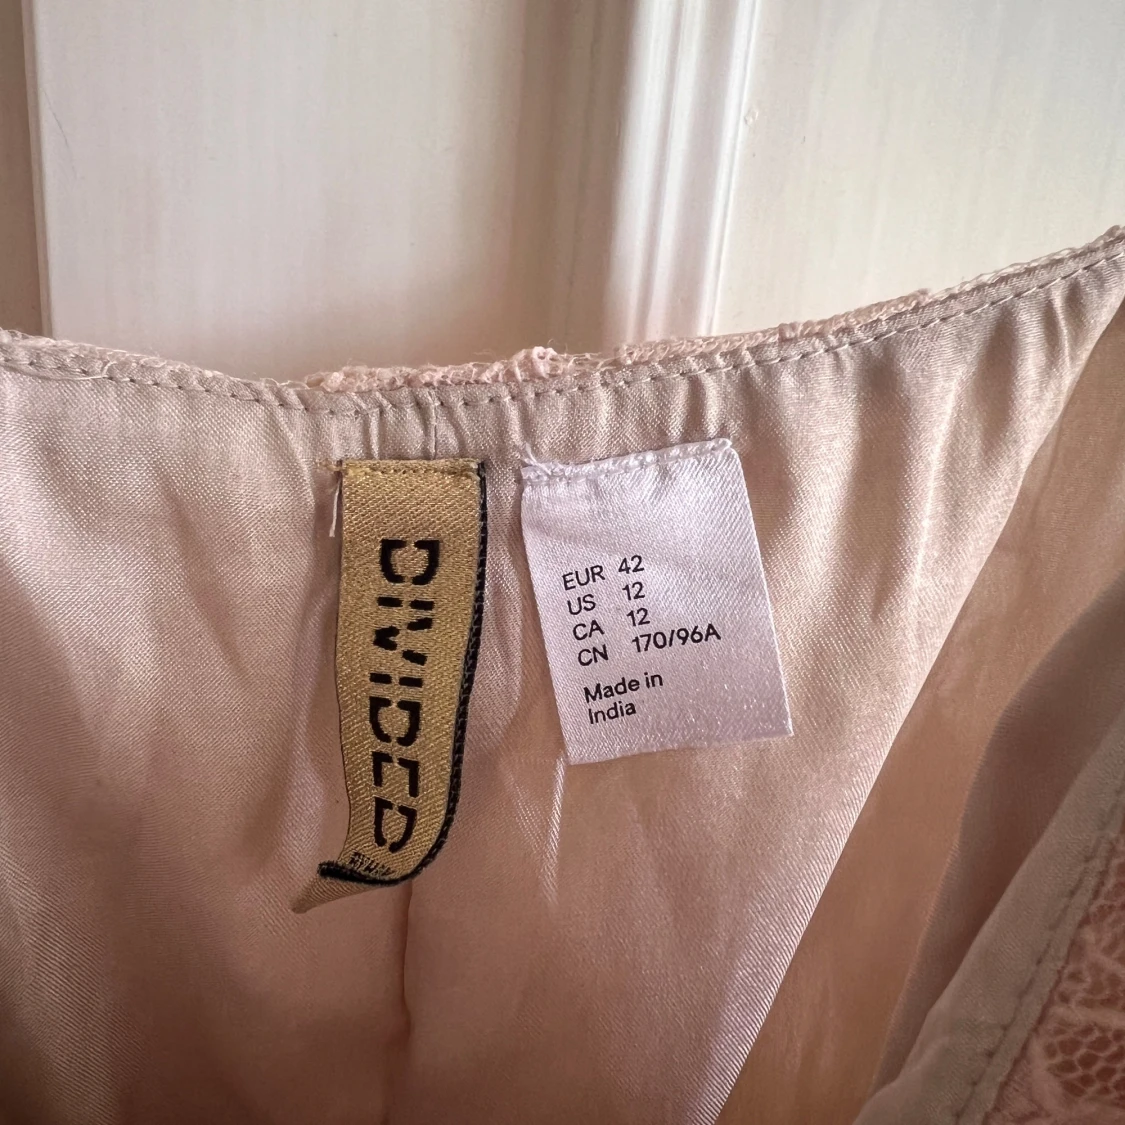 DIVIDED
EUR 42
US 12
CA 12
CN 170/96A
Made in
India